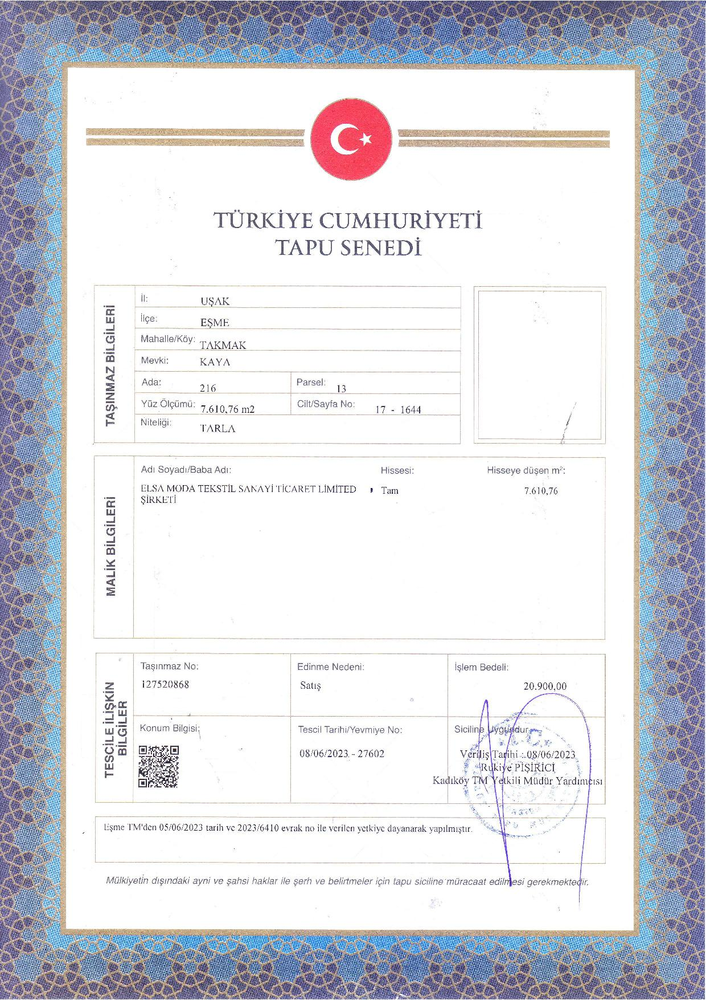 TÜRKİYE CUMHURİYETİ
TAPU SENEDİ
TAŞINMAZ BİLGİLERİ
İl: UŞAK
İlçe: EŞME
Mahalle/Köy: TAKMAK
Mevki: KAYA
Ada: 216 Parsel: 13
Yüz Ölçümü: 7.610,76 m2 Cilt/Sayfa No: 17 - 1644
Niteliği: TARLA
MALİK BİLGİLERİ
Adı Soyadı/Baba Adı: Hissesi: Hisseye düşen m²:
ELSA MODA TEKSTİL SANAYİ TİCARET LİMİTED Tam 7.610,76
ŞİRKETİ
TESCİLE İLİŞKİN
BİLGİLER
Taşınmaz No: Edinme Nedeni: İşlem Bedeli:
127520868 Satış 20.900,00
Konum Bilgisi: Tescil Tarihi/Yevmiye No: Siciline Uygundur
08/06/2023 - 27602 Veriliş Tarihi : 08/06/2023
Rukiye PİŞİRİCİ
Kadıköy TM Yetkili Müdür Yardımcısı
T.C.
Eşme TM'den 05/06/2023 tarih ve 2023/6410 evrak no ile verilen yetkiye dayanarak yapılmıştır.
Mülkiyetin dışındaki ayni ve şahsi haklar ile şerh ve belirtmeler için tapu siciline müracaat edilmesi gerekmektedir.